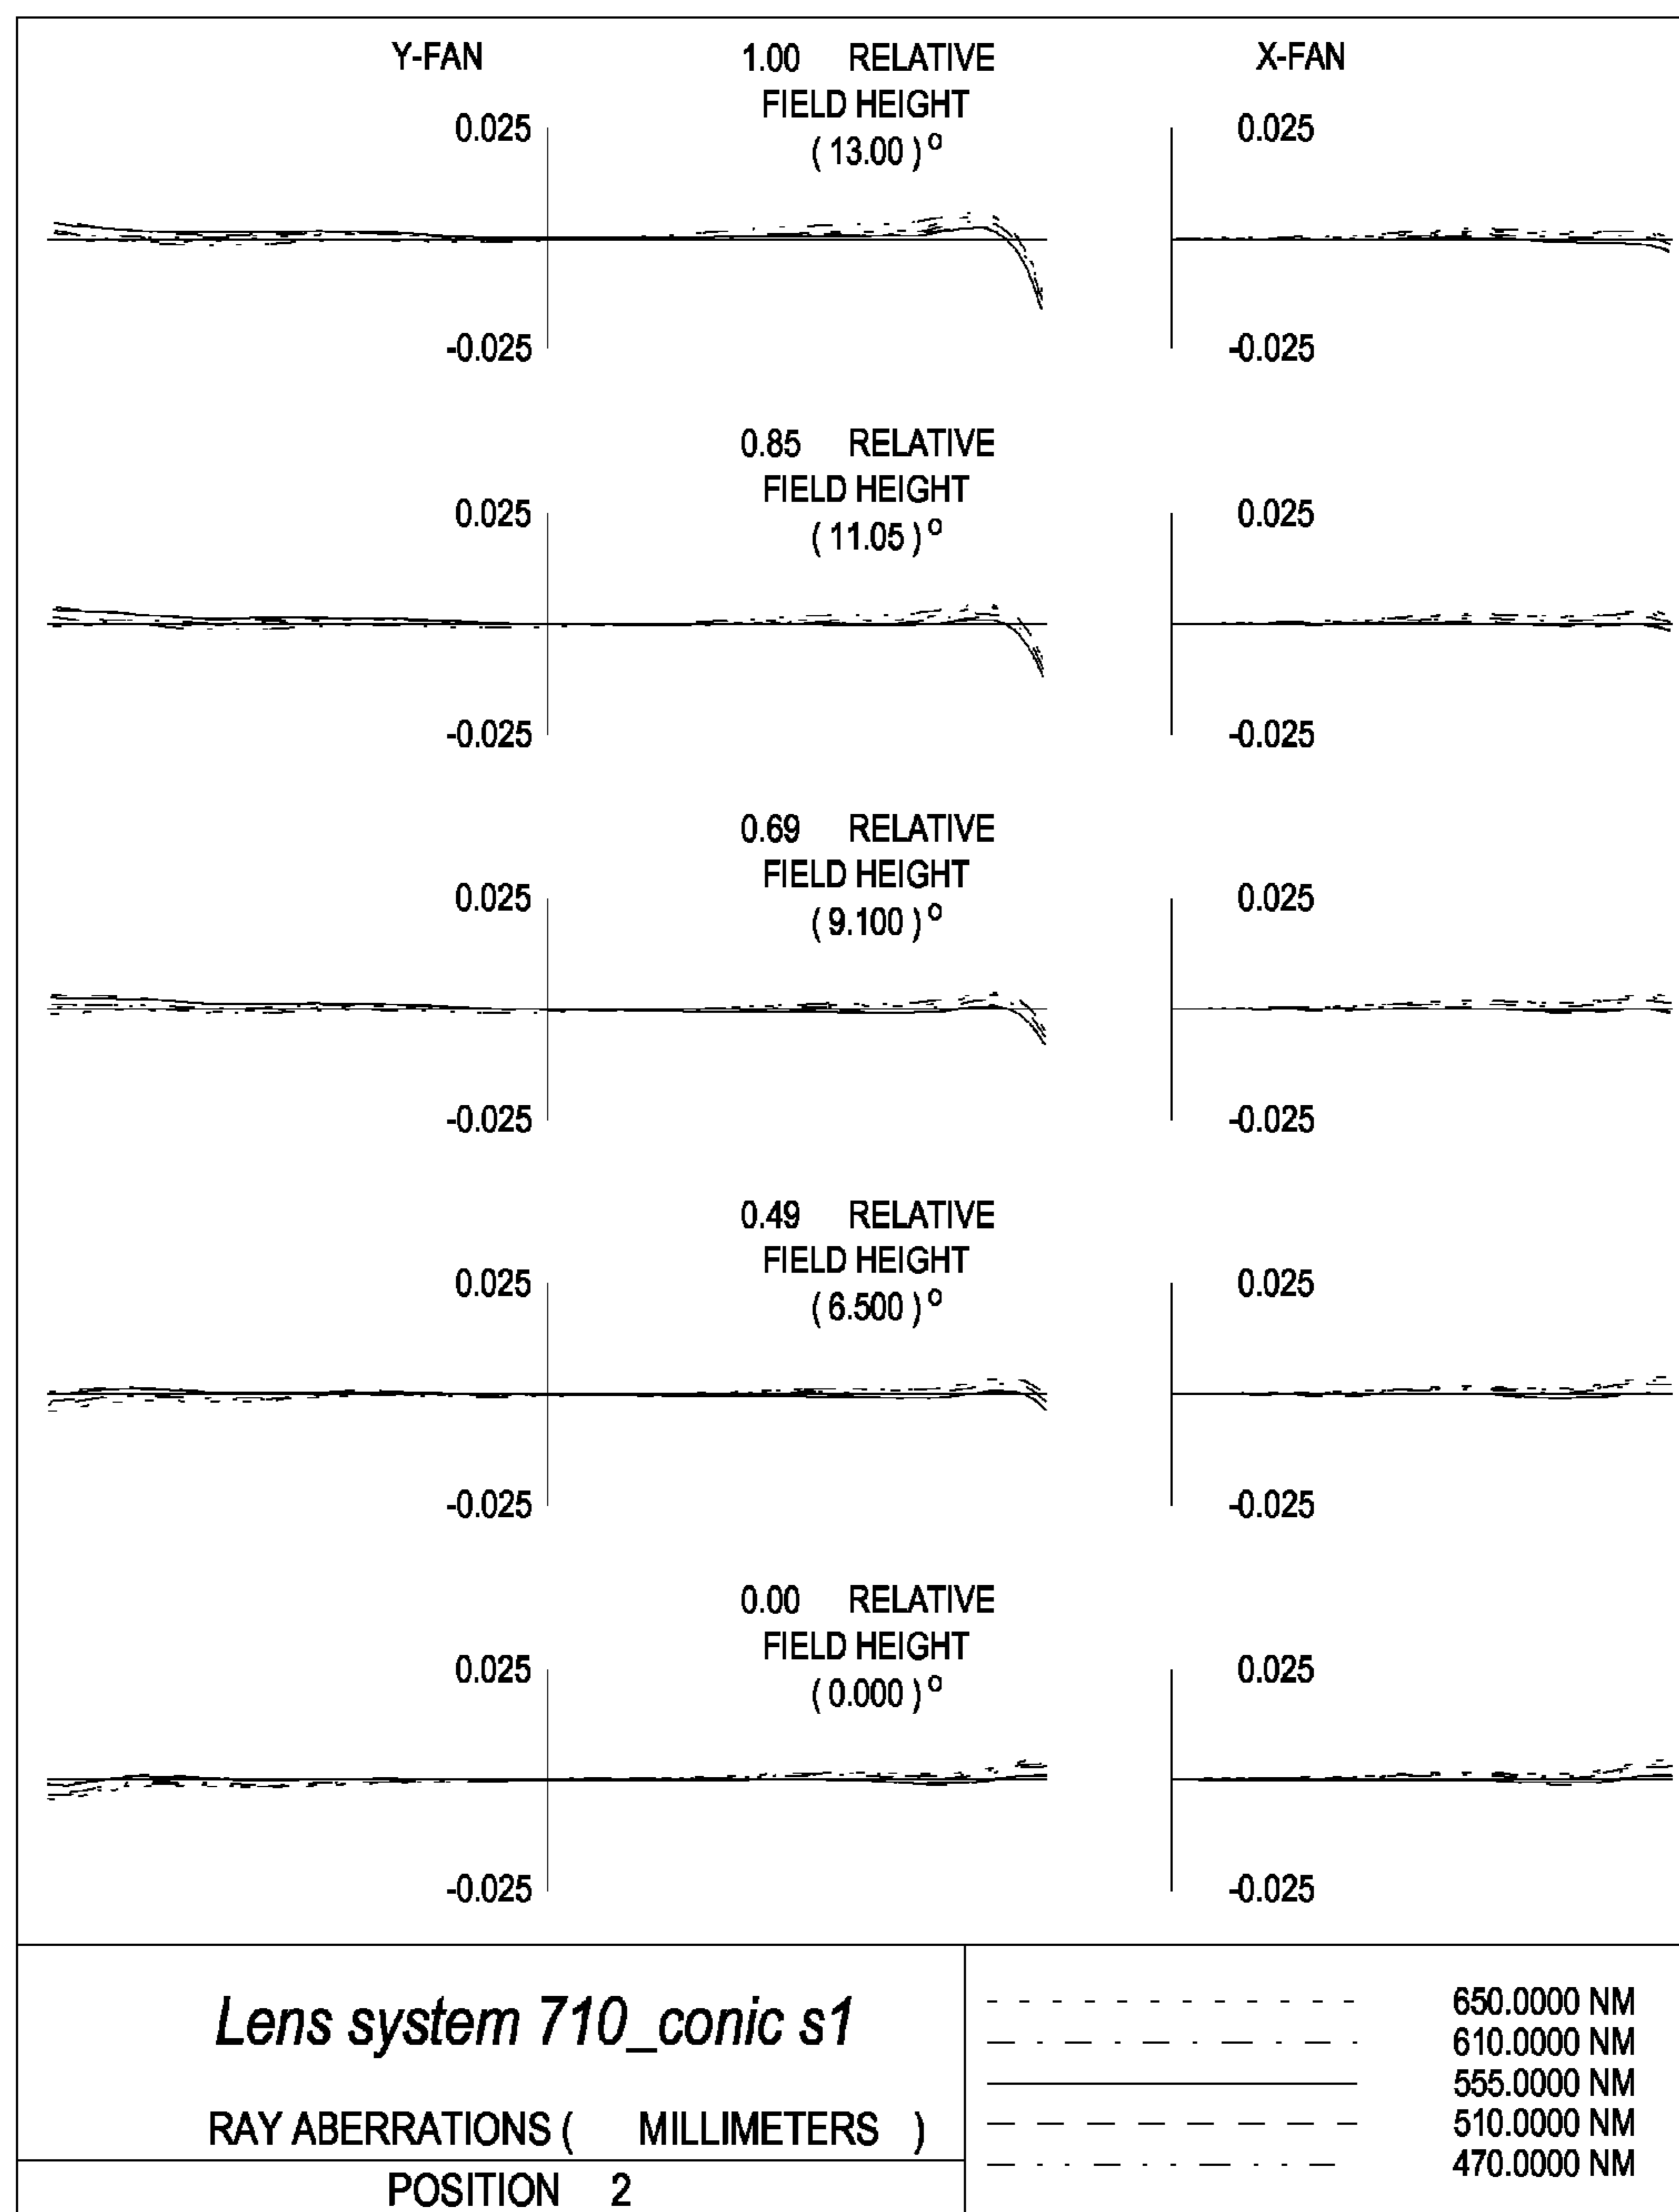 Y-FAN 1.00 RELATIVE X-FAN
FIELD HEIGHT
0.025 ( 13.00 )º 0.025
-0.025 -0.025
0.85 RELATIVE
FIELD HEIGHT
0.025 ( 11.05 )º 0.025
-0.025 -0.025
0.69 RELATIVE
FIELD HEIGHT
0.025 ( 9.100 )º 0.025
-0.025 -0.025
0.49 RELATIVE
FIELD HEIGHT
0.025 ( 6.500 )º 0.025
-0.025 -0.025
0.00 RELATIVE
FIELD HEIGHT
0.025 ( 0.000 )º 0.025
-0.025 -0.025
Lens system 710_conic s1
RAY ABERRATIONS ( MILLIMETERS )
POSITION 2
650.0000 NM
610.0000 NM
555.0000 NM
510.0000 NM
470.0000 NM